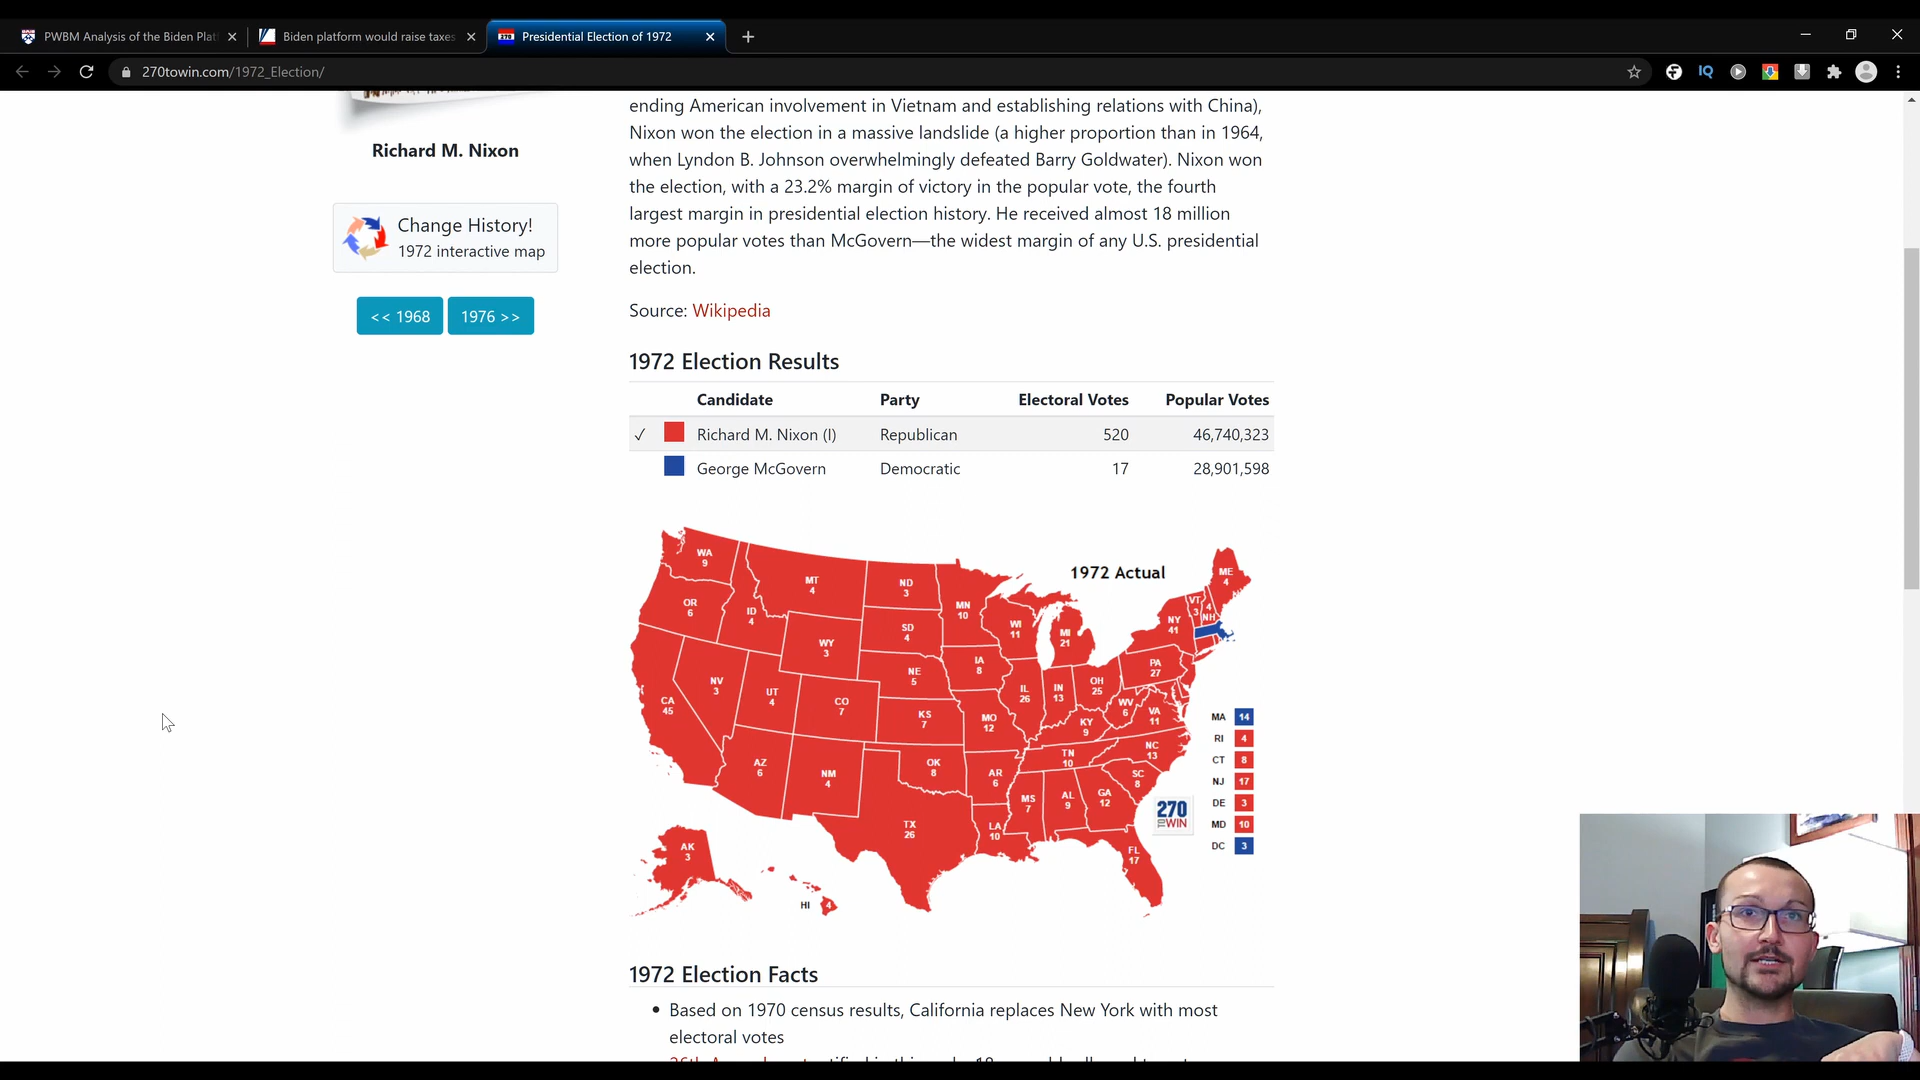 PWBM Analysis of the Biden Plat
Biden platform would raise taxes
Presidential Election of 1972
270towin.com/1972_Election/
IQ
Richard M. Nixon
Change History!
1972 interactive map
<< 1968
1976 >>
ending American involvement in Vietnam and establishing relations with China),
Nixon won the election in a massive landslide (a higher proportion than in 1964,
when Lyndon B. Johnson overwhelmingly defeated Barry Goldwater). Nixon won
the election, with a 23.2% margin of victory in the popular vote, the fourth
largest margin in presidential election history. He received almost 18 million
more popular votes than McGovern—the widest margin of any U.S. presidential
election.
Source: Wikipedia
1972 Election Results
Candidate Party Electoral Votes Popular Votes
✓ Richard M. Nixon (I) Republican 520 46,740,323
George McGovern Democratic 17 28,901,598
1972 Actual
WA
9
OR
6
ID
4
MT
4
ND
3
MN
10
SD
4
WY
3
WI
11
MI
21
NY
41
VT
3
4
NH
ME
4
CA
45
NV
3
UT
4
CO
7
NE
5
IA
8
IL
26
IN
13
OH
25
PA
27
WV
6
VA
11
KS
7
MO
12
KY
9
NC
13
TN
10
SC
8
AZ
6
NM
4
OK
8
AR
6
MS
7
AL
9
GA
12
TX
26
LA
10
FL
17
AK
3
HI 4
270
TO WIN
MA 14
RI 4
CT 8
NJ 17
DE 3
MD 10
DC 3
1972 Election Facts
• Based on 1970 census results, California replaces New York with most
electoral votes